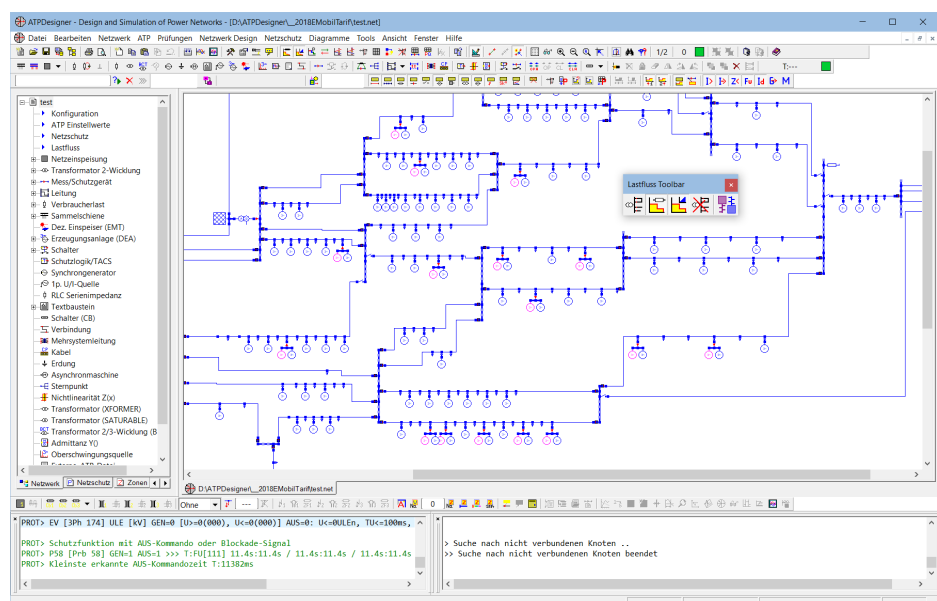 ATPDesigner - Design and Simulation of Power Networks - [D:\ATPDesigner\__2018EMobilTarif\test.net]
Datei Bearbeiten Netzwerk ATP Prüfungen Netzwerk Design Netzschutz Diagramme Tools Ansicht Fenster Hilfe
1/2 0
T:---
Fu Id M
test
Konfiguration
ATP Einstellwerte
Netzschutz
Lastfluss
Netzeinspeisung
Transformator 2-Wicklung
Mess/Schutzgerät
Leitung
Verbraucherlast
Sammelschiene
Dez. Einspeiser (EMT)
Erzeugungsanlage (DEA)
Schalter
Schutzlogik/TACS
Synchrongenerator
1p. U/I-Quelle
RLC Serienimpedanz
Textbaustein
Schalter (CB)
Verbindung
Mehrsystemleitung
Kabel
Erdung
Asynchronmaschine
Sternpunkt
Nichtlinearität Z(x)
Transformator (XFORMER)
Transformator (SATURABLE)
Transformator 2/3-Wicklung (B
Admittanz Y()
Oberschwingungsquelle
Externe ATP-Datei
Lastfluss Toolbar
Netzwerk Netzschutz Zonen
D:\ATPDesigner\__2018EMobilTarif\test.net
Ohne --- 0
PROT> EV [3Ph 174] ULE [kV] GEN=0 [U>=0(000), U<=0(000)] AUS=0: U<=0ULEn, TU<=100ms,
PROT> Schutzfunktion mit AUS-Kommando oder Blockade-Signal
PROT> P58 [Prb 58] GEN=1 AUS=1 >>> T:FU[111] 11.4s:11.4s / 11.4s:11.4s / 11.4s:11.4s
PROT> Kleinste erkannte AUS-Kommandozeit T:11382ms
> Suche nach nicht verbundenen Knoten ..
>> Suche nach nicht verbundenen Knoten beendet